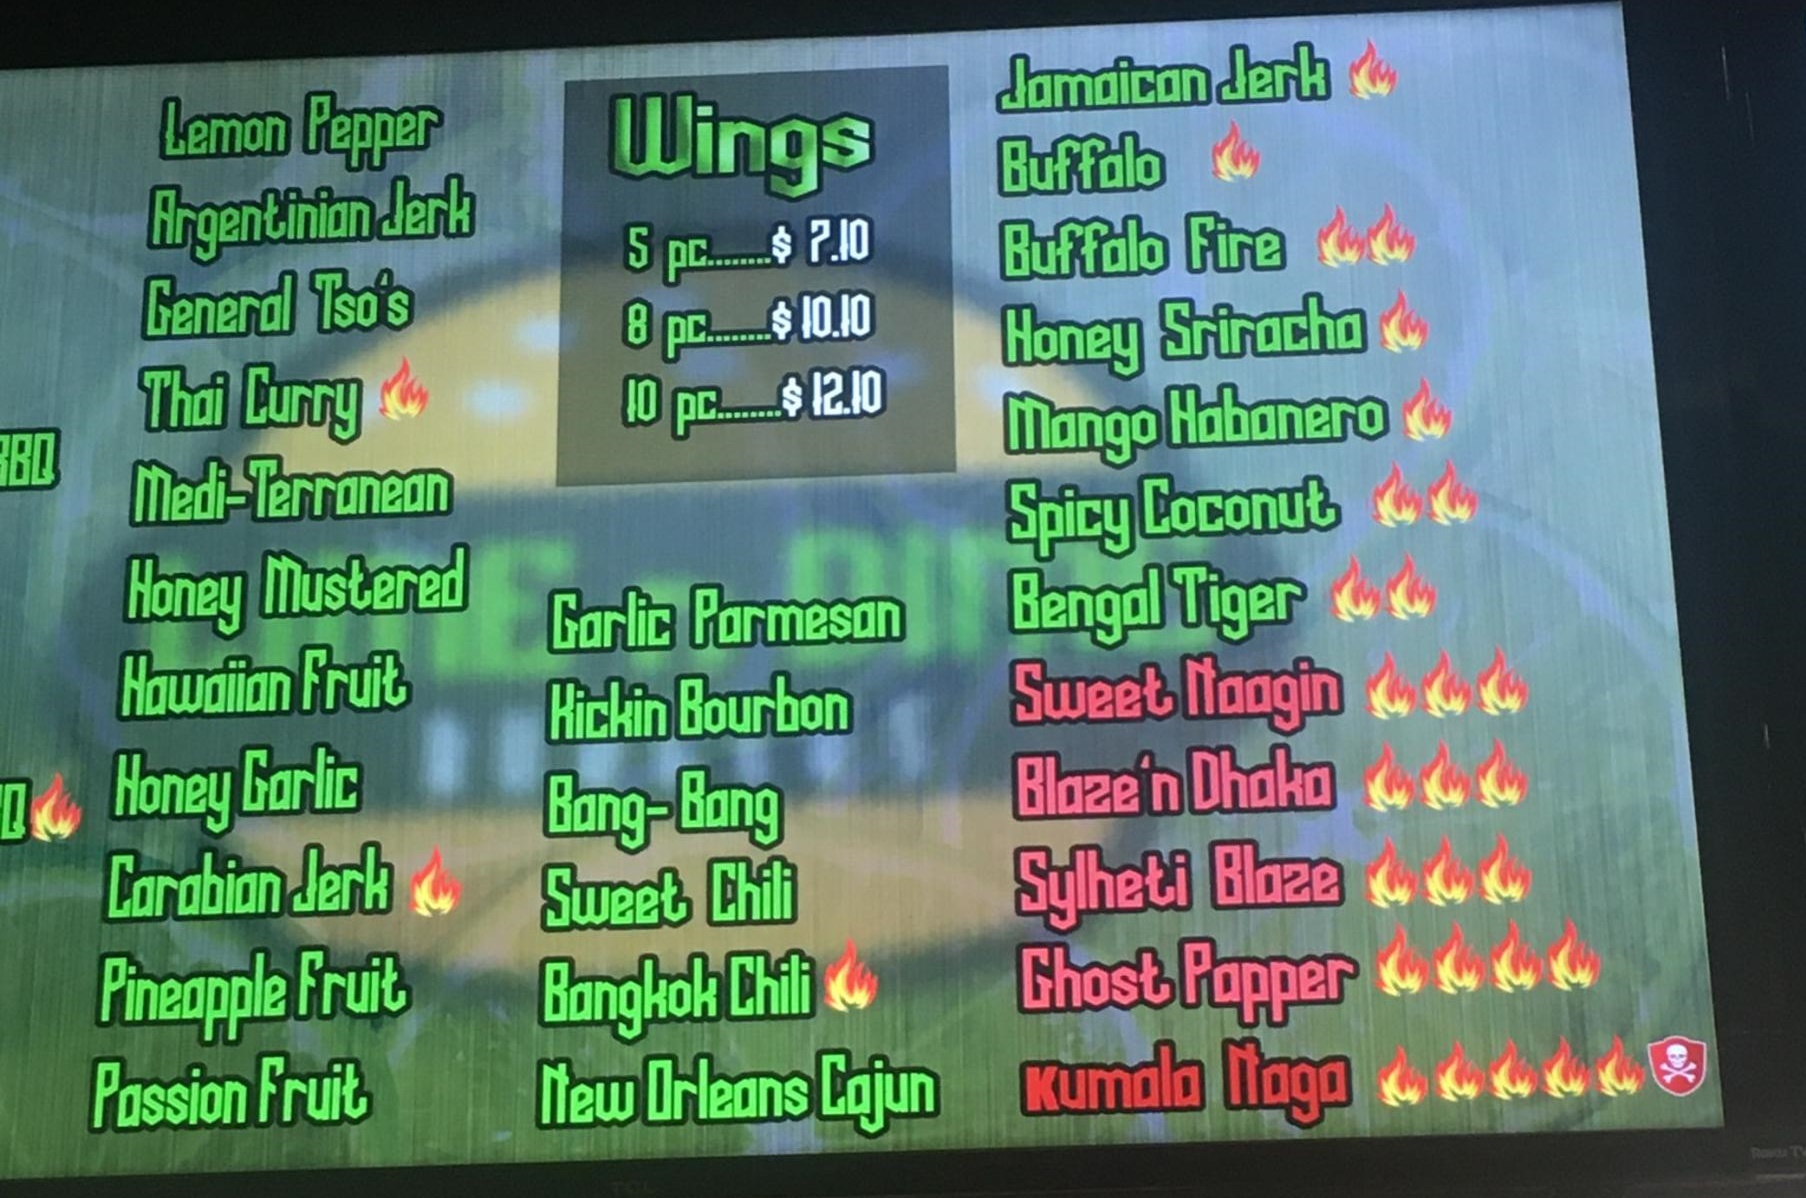 BBQ
Lemon Pepper
Argentinian Jerk
General Tso's
Thai Curry
Medi-Terranean
Honey Mustered
Hawaiian Fruit
Honey Garlic
Carabian Jerk
Pineapple Fruit
Passion Fruit
Wings
5 pc........$ 7.10
8 pc........$ 10.10
10 pc........$ 12.10
Garlic Parmesan
Kickin Bourbon
Bang-Bang
Sweet Chili
Bangkok Chili
New Orleans Cajun
Jamaican Jerk
Buffalo
Buffalo Fire
Honey Sriracha
Mango Habanero
Spicy Coconut
Bengal Tiger
Sweet Naagin
Blaze'n Dhaka
Sylheti Blaze
Ghost Papper
Kumala Naga
TCL